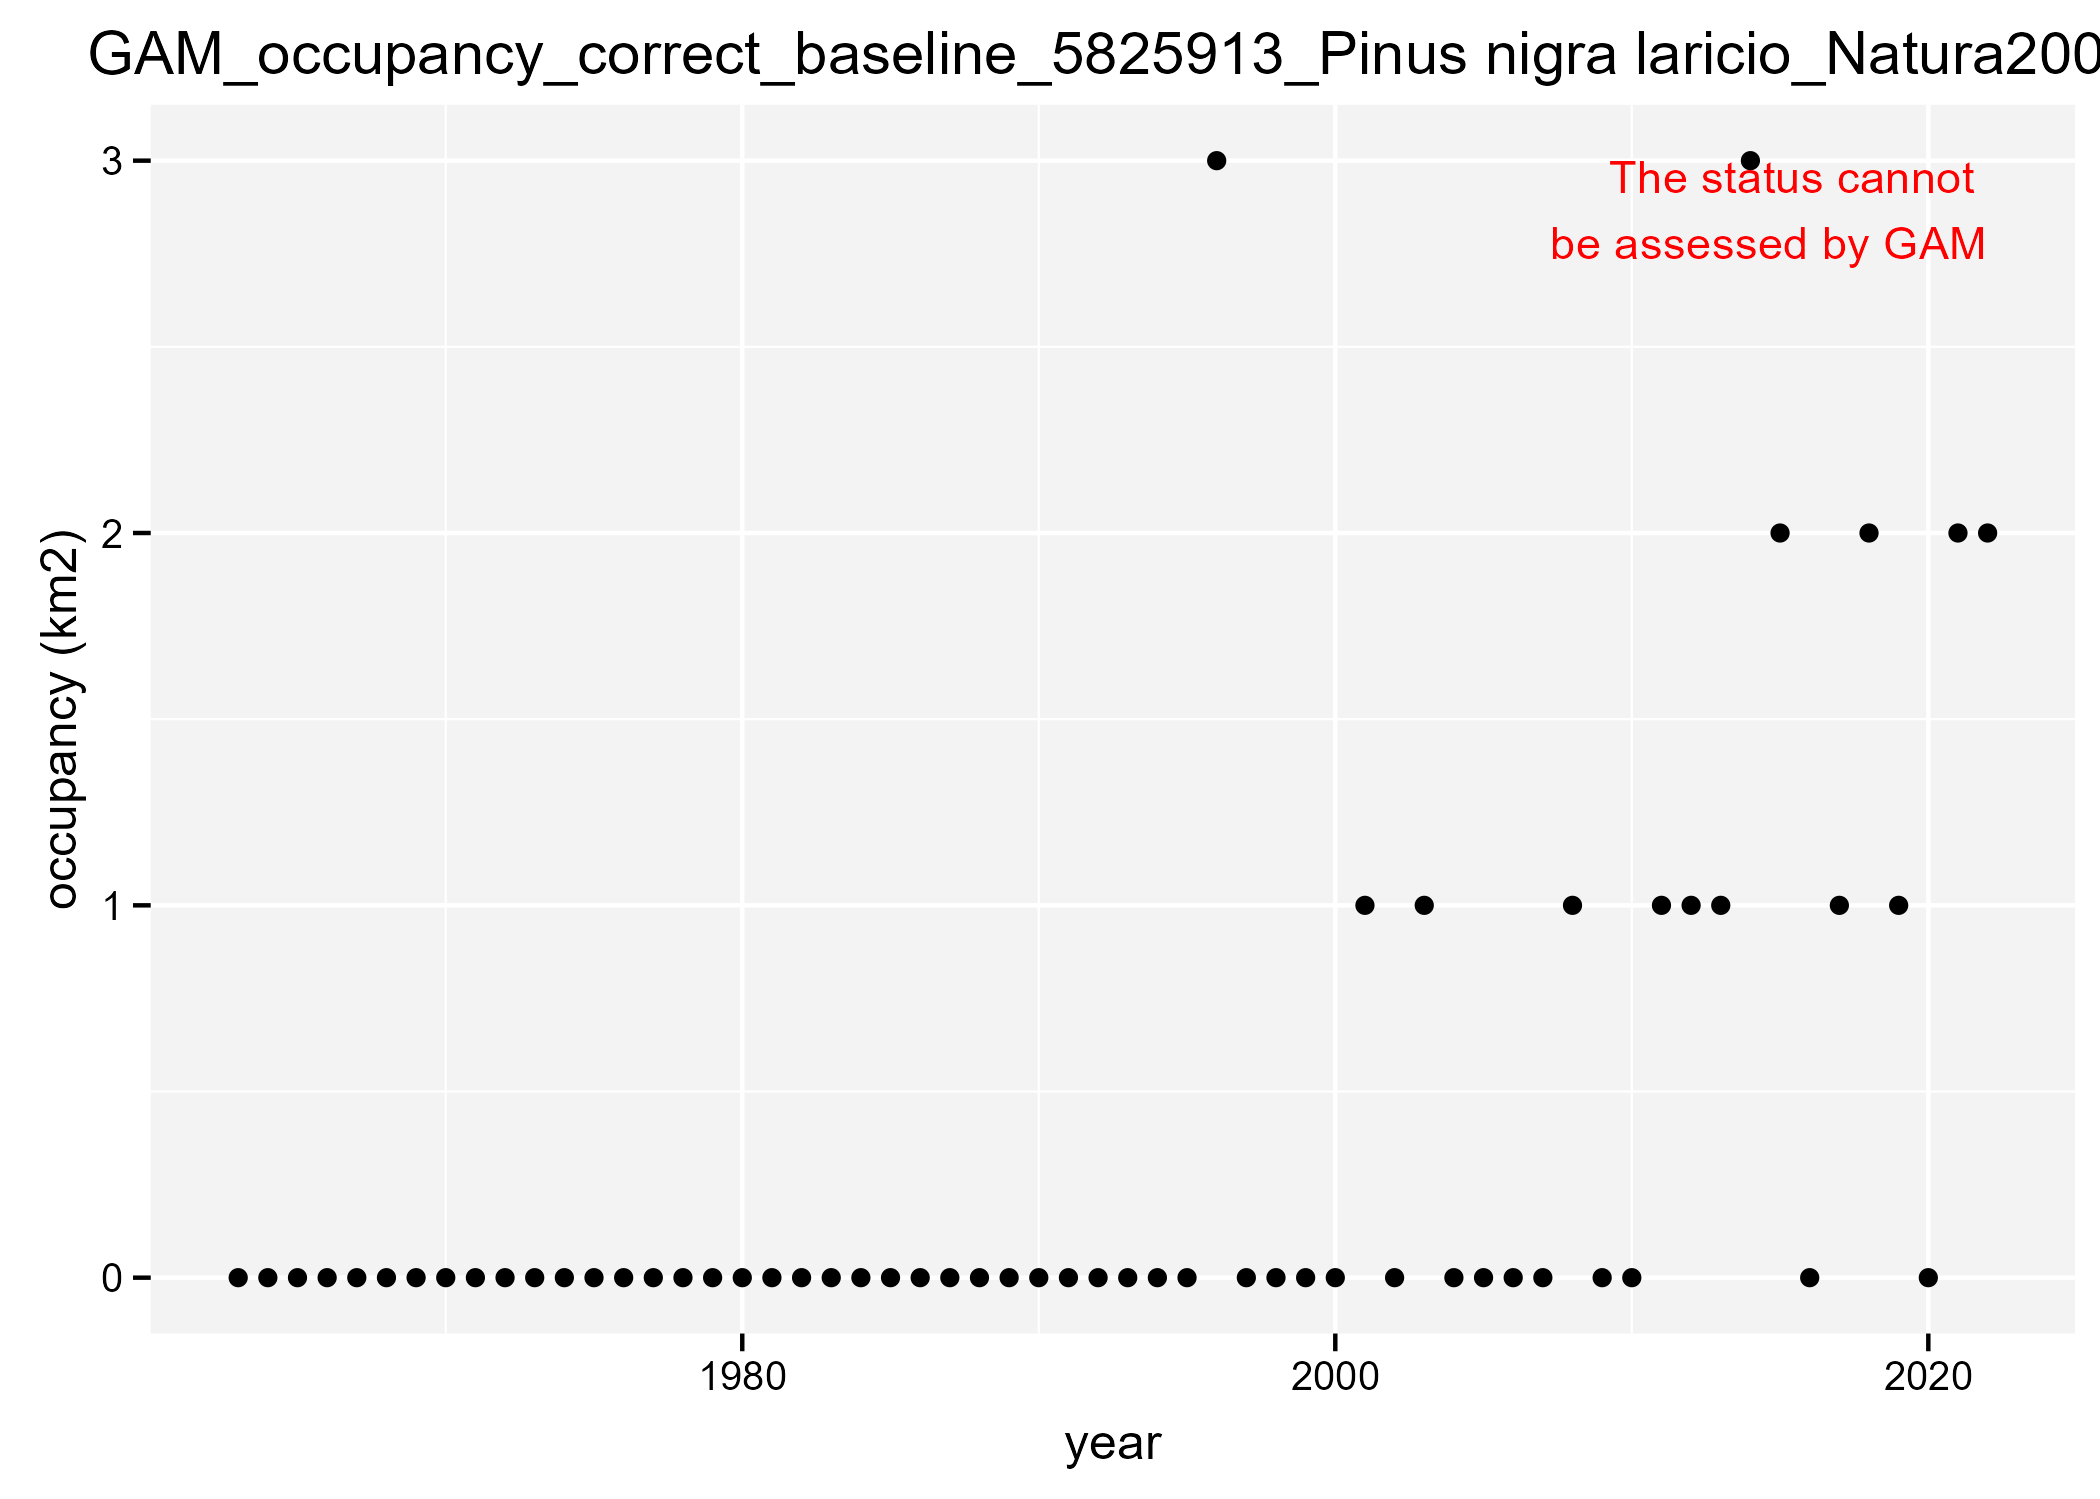 GAM_occupancy_correct_baseline_5825913_Pinus nigra laricio_Natura200
3
The status cannot
be assessed by GAM
2
occupancy (km2)
1
0
1980 2000 2020
year